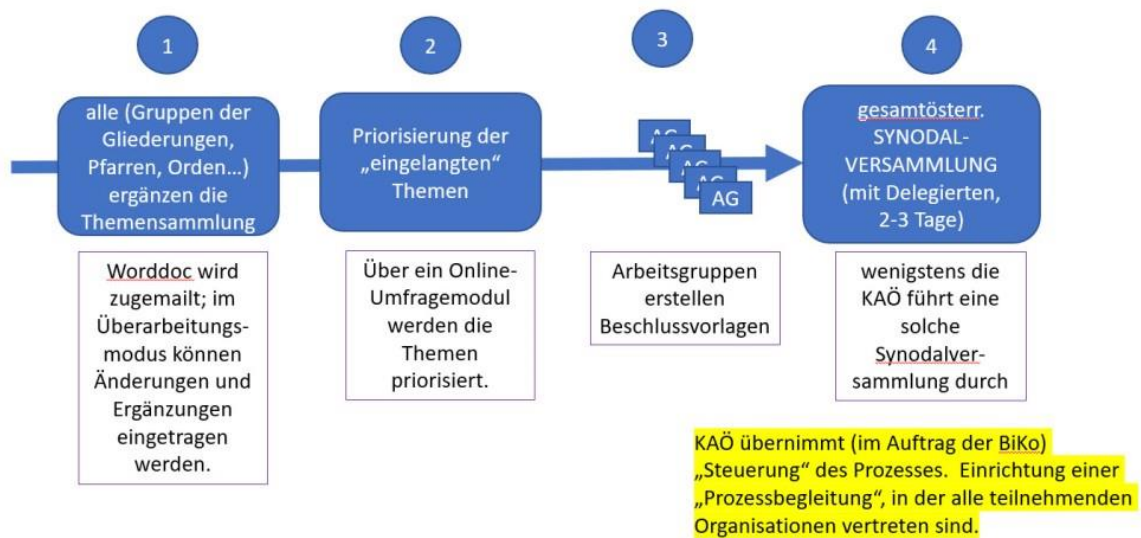 1
alle (Gruppen der
Gliederungen,
Pfarren, Orden…)
ergänzen die
Themensammlung
Worddoc wird
zugemailt; im
Überarbeitungs-
modus können
Änderungen und
Ergänzungen
eingetragen
werden.
2
Priorisierung der
„eingelangten“
Themen
Über ein Online-
Umfragemodul
werden die
Themen
priorisiert.
3
AG
AG
AG
AG
AG
Arbeitsgruppen
erstellen
Beschlussvorlagen
4
gesamtösterr.
SYNODAL-
VERSAMMLUNG
(mit Delegierten,
2-3 Tage)
wenigstens die
KAÖ führt eine
solche
Synodalver-
sammlung durch
KAÖ übernimmt (im Auftrag der BiKo)
„Steuerung“ des Prozesses. Einrichtung einer
„Prozessbegleitung“, in der alle teilnehmenden
Organisationen vertreten sind.